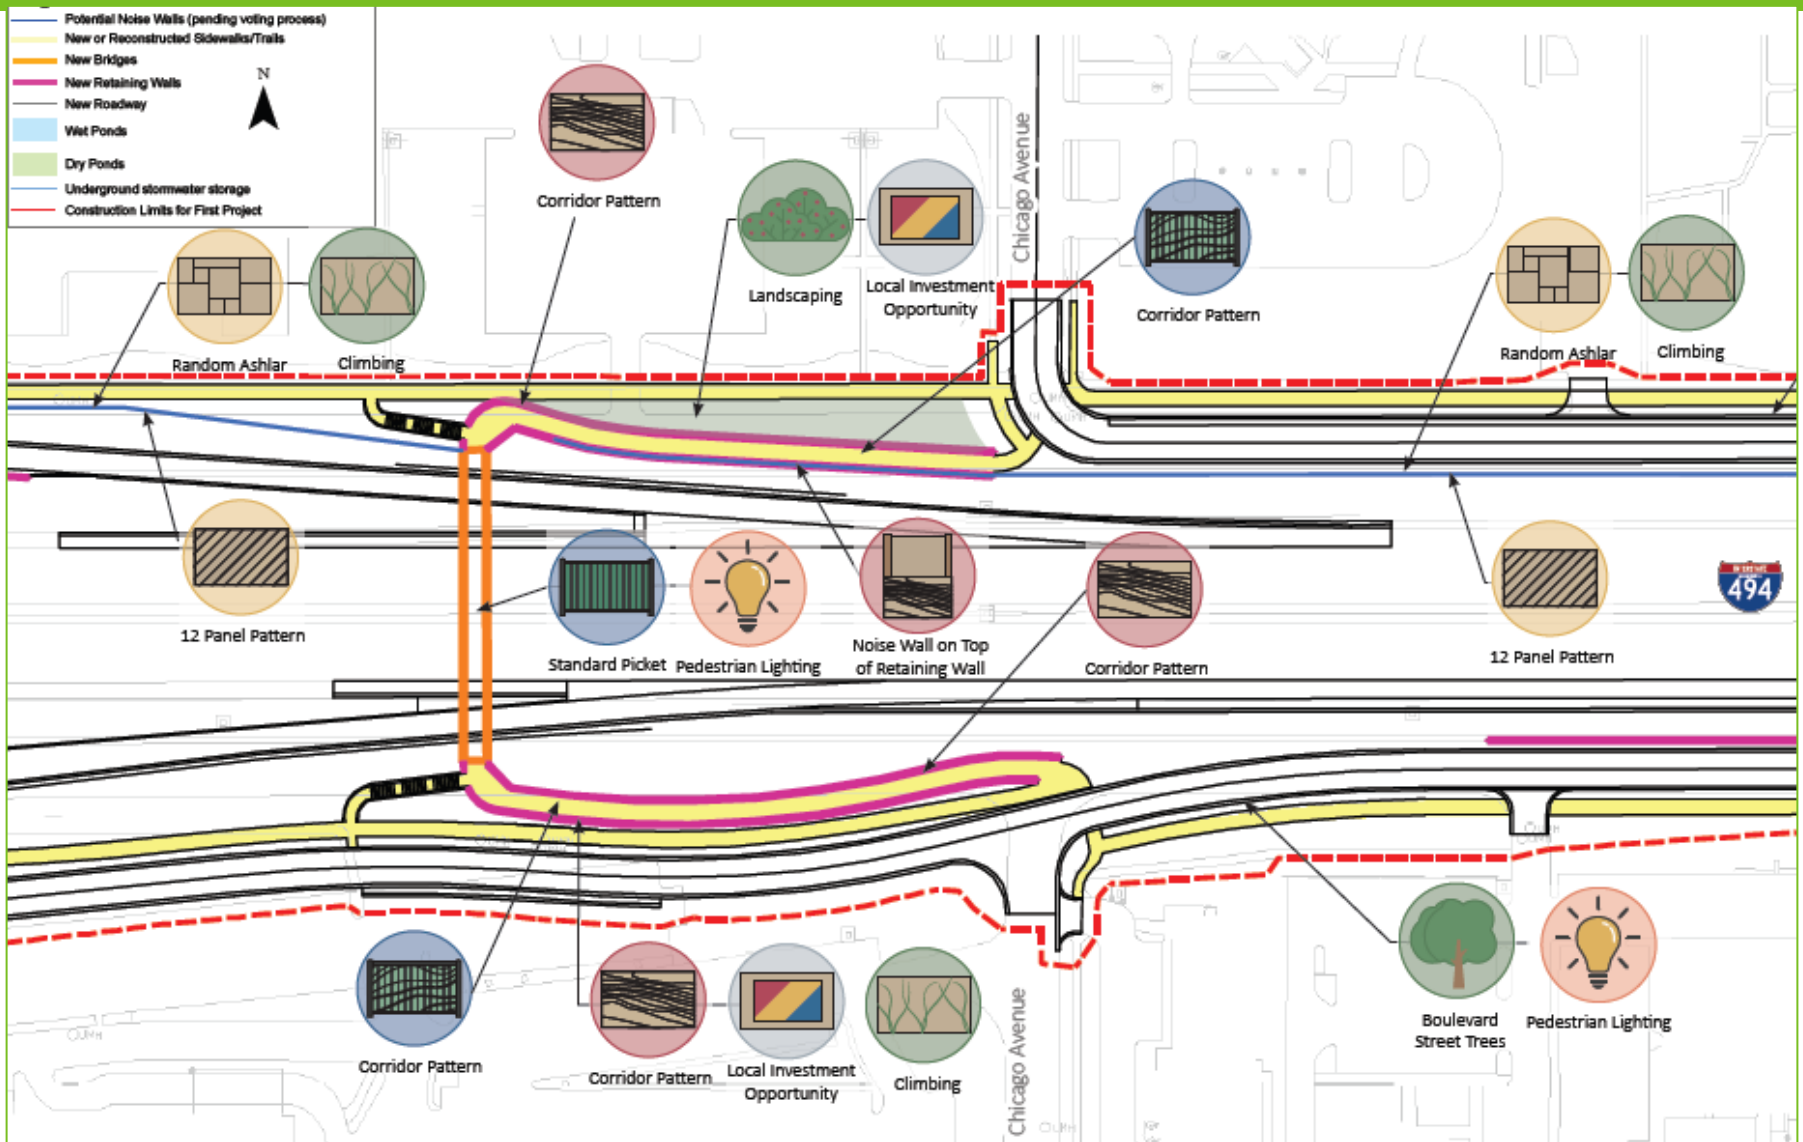 Potential Noise Walls (pending voting process)
New or Reconstructed Sidewalks/Trails
New Bridges
New Retaining Walls
New Roadway
Wet Ponds
Dry Ponds
Underground stormwater storage
Construction Limits for First Project
N
Corridor Pattern
Landscaping
Local Investment
Opportunity
Chicago Avenue
Corridor Pattern
Random Ashlar
Climbing
Random Ashlar
Climbing
12 Panel Pattern
Standard Picket
Pedestrian Lighting
Noise Wall on Top
of Retaining Wall
Corridor Pattern
12 Panel Pattern
494
Corridor Pattern
Corridor Pattern
Local Investment
Opportunity
Climbing
Chicago Avenue
Boulevard
Street Trees
Pedestrian Lighting